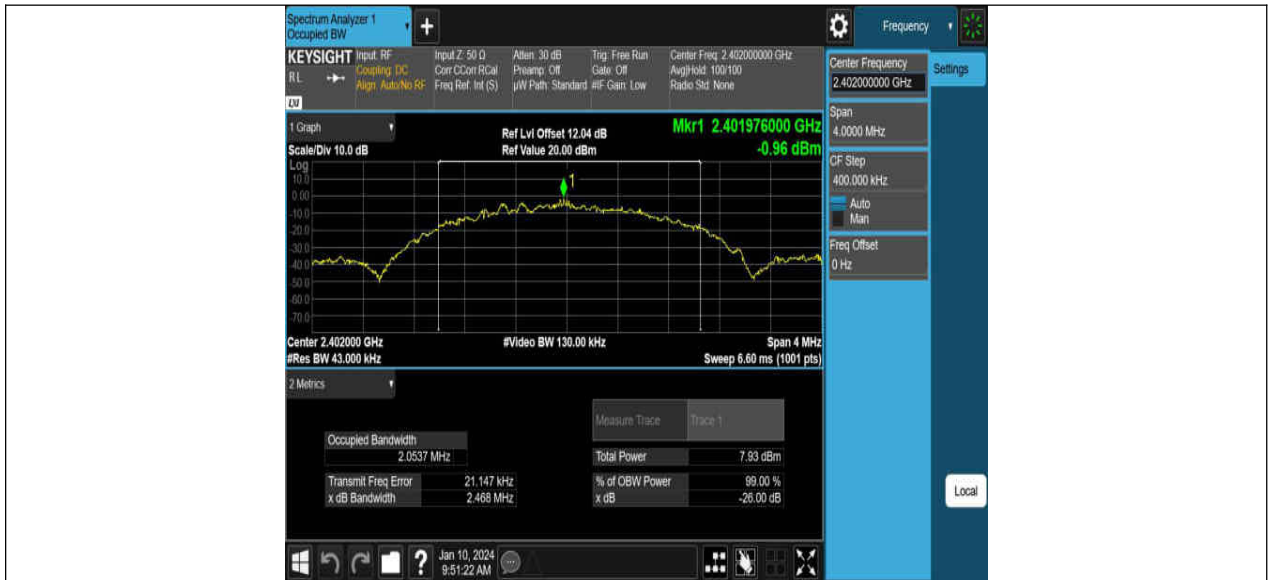 Spectrum Analyzer 1
Occupied BW
+
Frequency
KEYSIGHT
RL
LXI
Input: RF
Coupling: DC
Align: Auto/No RF
Input Z: 50 Ω
Corr CCorr RCal
Freq Ref: Int (S)
Atten: 30 dB
Preamp: Off
µW Path: Standard
Trig: Free Run
Gate: Off
#IF Gain: Low
Center Freq: 2.402000000 GHz
Avg|Hold: 100/100
Radio Std: None
Center Frequency
2.402000000 GHz
Settings
Span
4.0000 MHz
CF Step
400.000 kHz
Auto
Man
Freq Offset
0 Hz
Local
1 Graph
Scale/Div 10.0 dB
Ref Lvl Offset 12.04 dB
Ref Value 20.00 dBm
Mkr1 2.401976000 GHz
-0.96 dBm
Log
10.0
0.00
-10.0
-20.0
-30.0
-40.0
-50.0
-60.0
-70.0
1
Center 2.402000 GHz
#Video BW 130.00 kHz
Span 4 MHz
#Res BW 43.000 kHz
Sweep 6.60 ms (1001 pts)
2 Metrics
Measure Trace
Trace 1
Occupied Bandwidth
2.0537 MHz
Total Power
7.93 dBm
Transmit Freq Error
21.147 kHz
% of OBW Power
99.00 %
x dB Bandwidth
2.468 MHz
x dB
-26.00 dB
?
Jan 10, 2024
9:51:22 AM